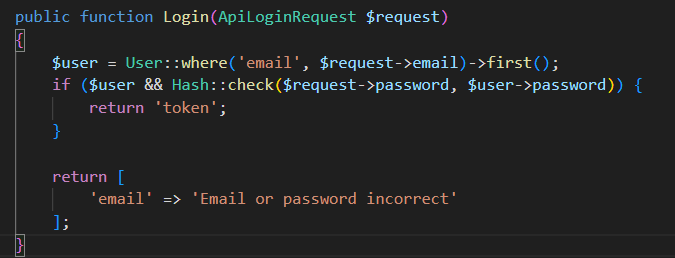 public function Login(ApiLoginRequest $request)
{
    $user = User::where('email', $request->email)->first();
    if ($user && Hash::check($request->password, $user->password)) {
        return 'token';
    }

    return [
        'email' => 'Email or password incorrect'
    ];
}